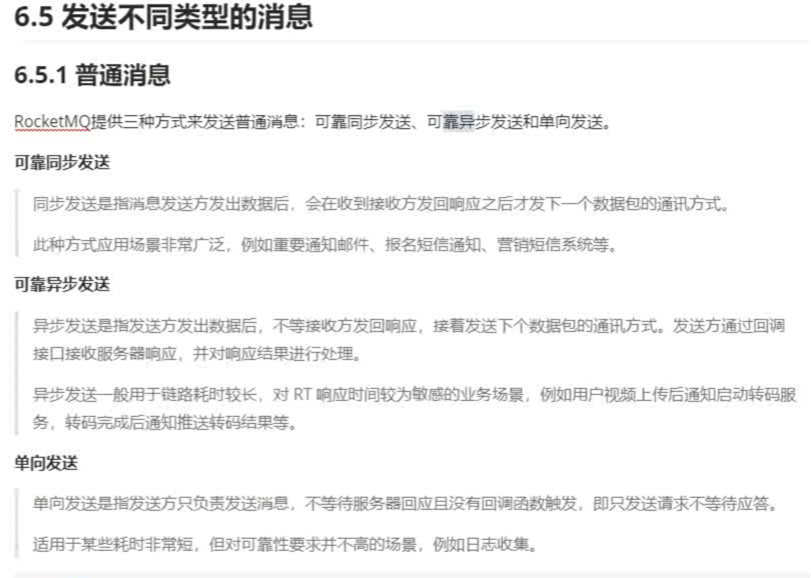 6.5 发送不同类型的消息
6.5.1 普通消息
RocketMQ提供三种方式来发送普通消息：可靠同步发送、可靠异步发送和单向发送。
可靠同步发送
同步发送是指消息发送方发出数据后，会在收到接收方发回响应之后才发下一个数据包的通讯方式。
此种方式应用场景非常广泛，例如重要通知邮件、报名短信通知、营销短信系统等。
可靠异步发送
异步发送是指发送方发出数据后，不等接收方发回响应，接着发送下个数据包的通讯方式。发送方通过回调
接口接收服务器响应，并对响应结果进行处理。
异步发送一般用于链路耗时较长，对 RT 响应时间较为敏感的业务场景，例如用户视频上传后通知启动转码服
务，转码完成后通知推送转码结果等。
单向发送
单向发送是指发送方只负责发送消息，不等待服务器回应且没有回调函数触发，即只发送请求不等待应答。
适用于某些耗时非常短，但对可靠性要求并不高的场景，例如日志收集。